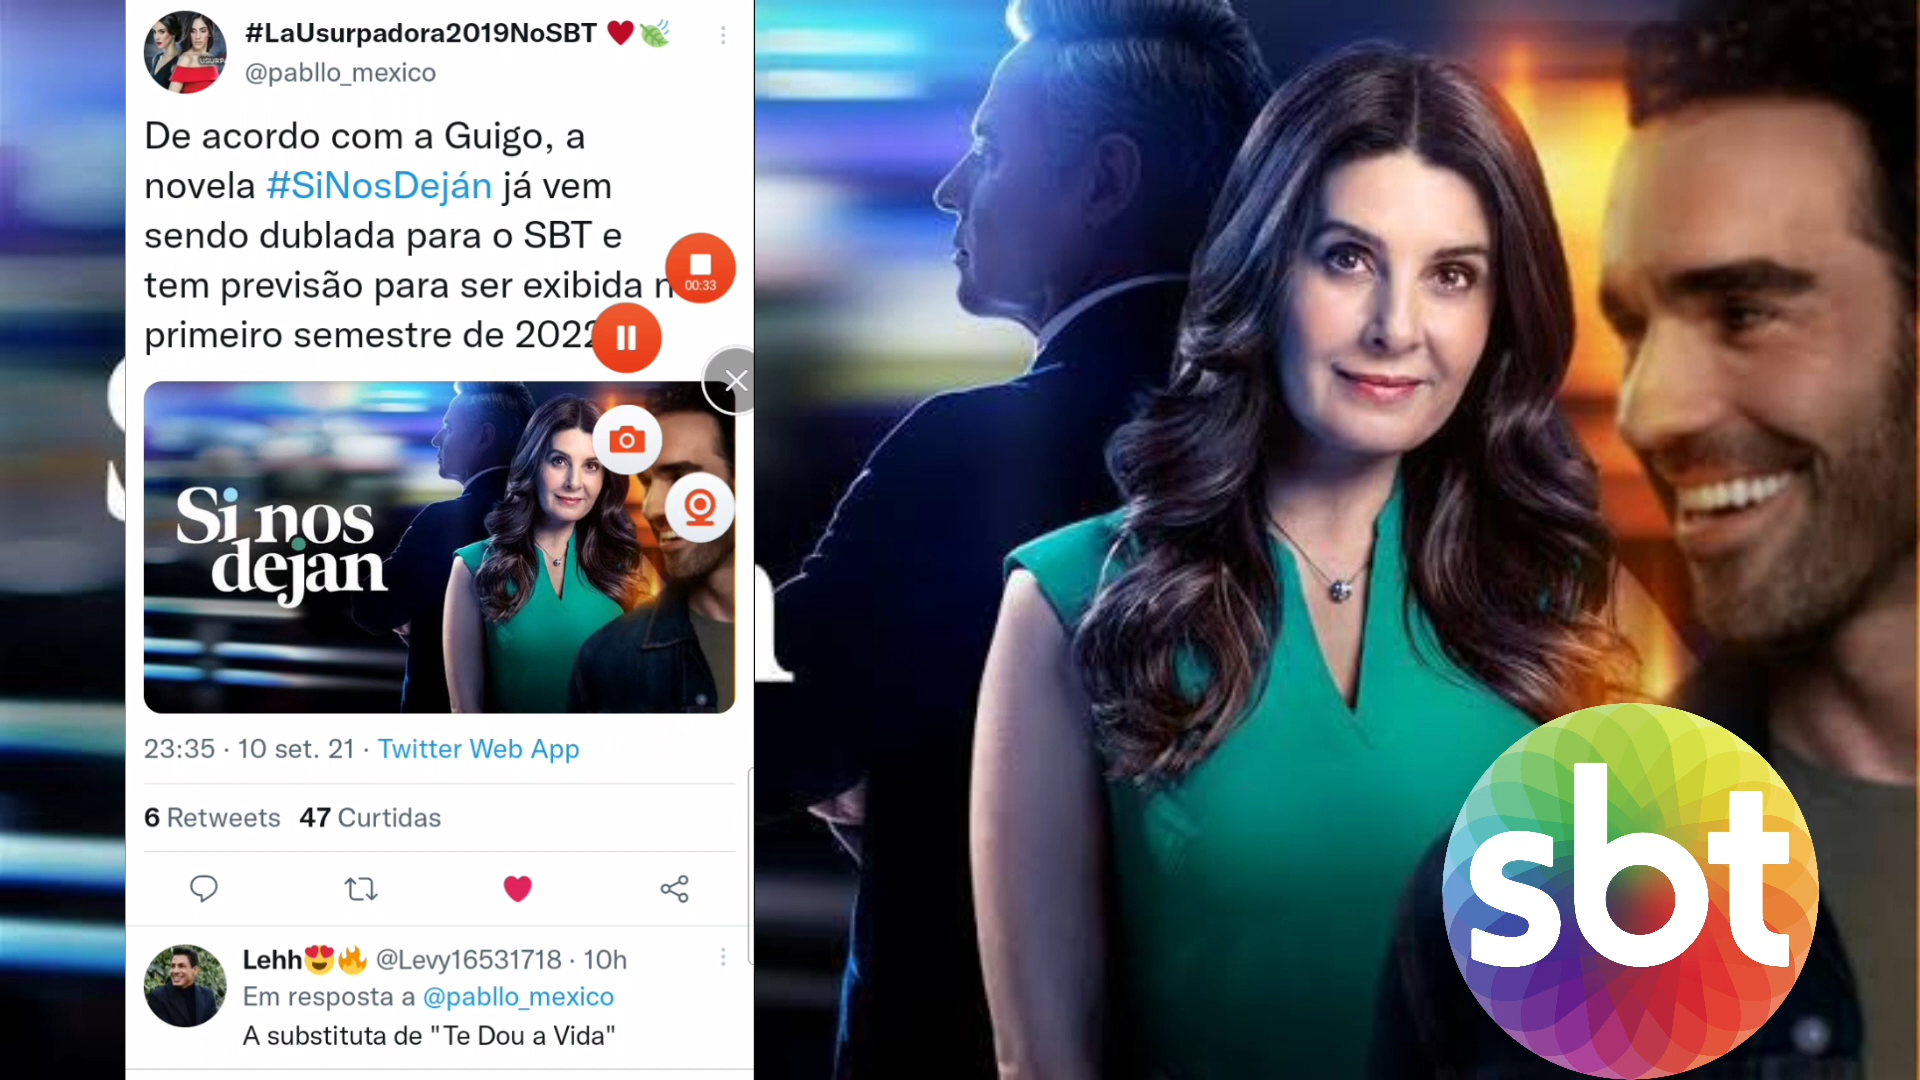 #LaUsurpadora2019NoSBT
@pabllo_mexico
De acordo com a Guigo, a
novela #SiNosDeján já vem
sendo dublada para o SBT e
tem previsão para ser exibida n
primeiro semestre de 2022
00:33
Si nos
dejan
23:35 · 10 set. 21 · Twitter Web App
6 Retweets 47 Curtidas
Lehh @Levy16531718 · 10h
Em resposta a @pabllo_mexico
A substituta de "Te Dou a Vida"
sbt